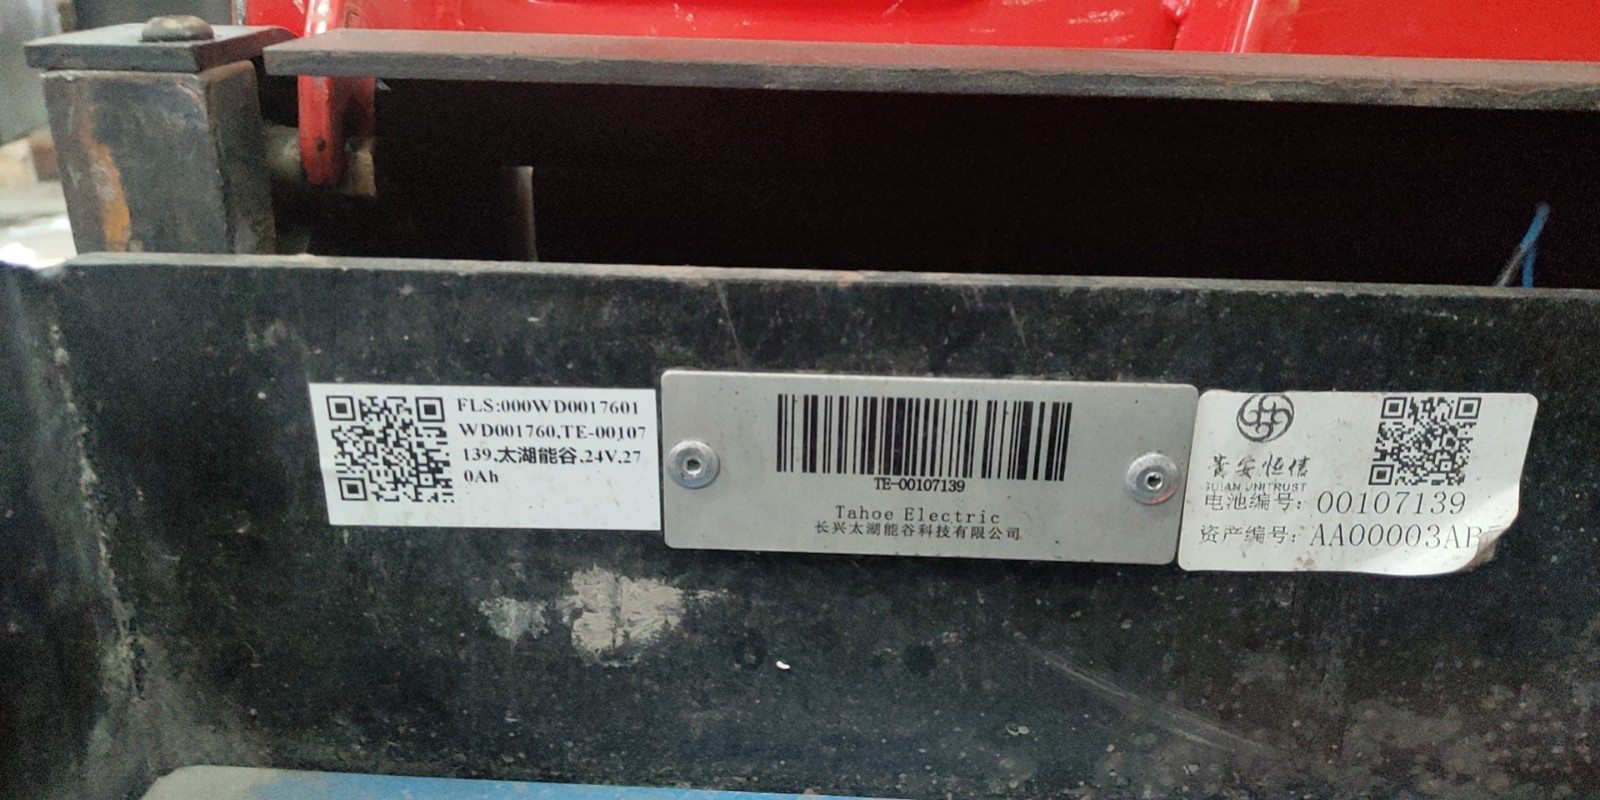 FLS:000WD0017601
WD001760,TE-00107
139,太湖能谷,24V,27
0Ah
TE-00107139
Tahoe Electric
长兴太湖能谷科技有限公司
UNITRUST
电池编号: 00107139
资产编号: AA00003AB